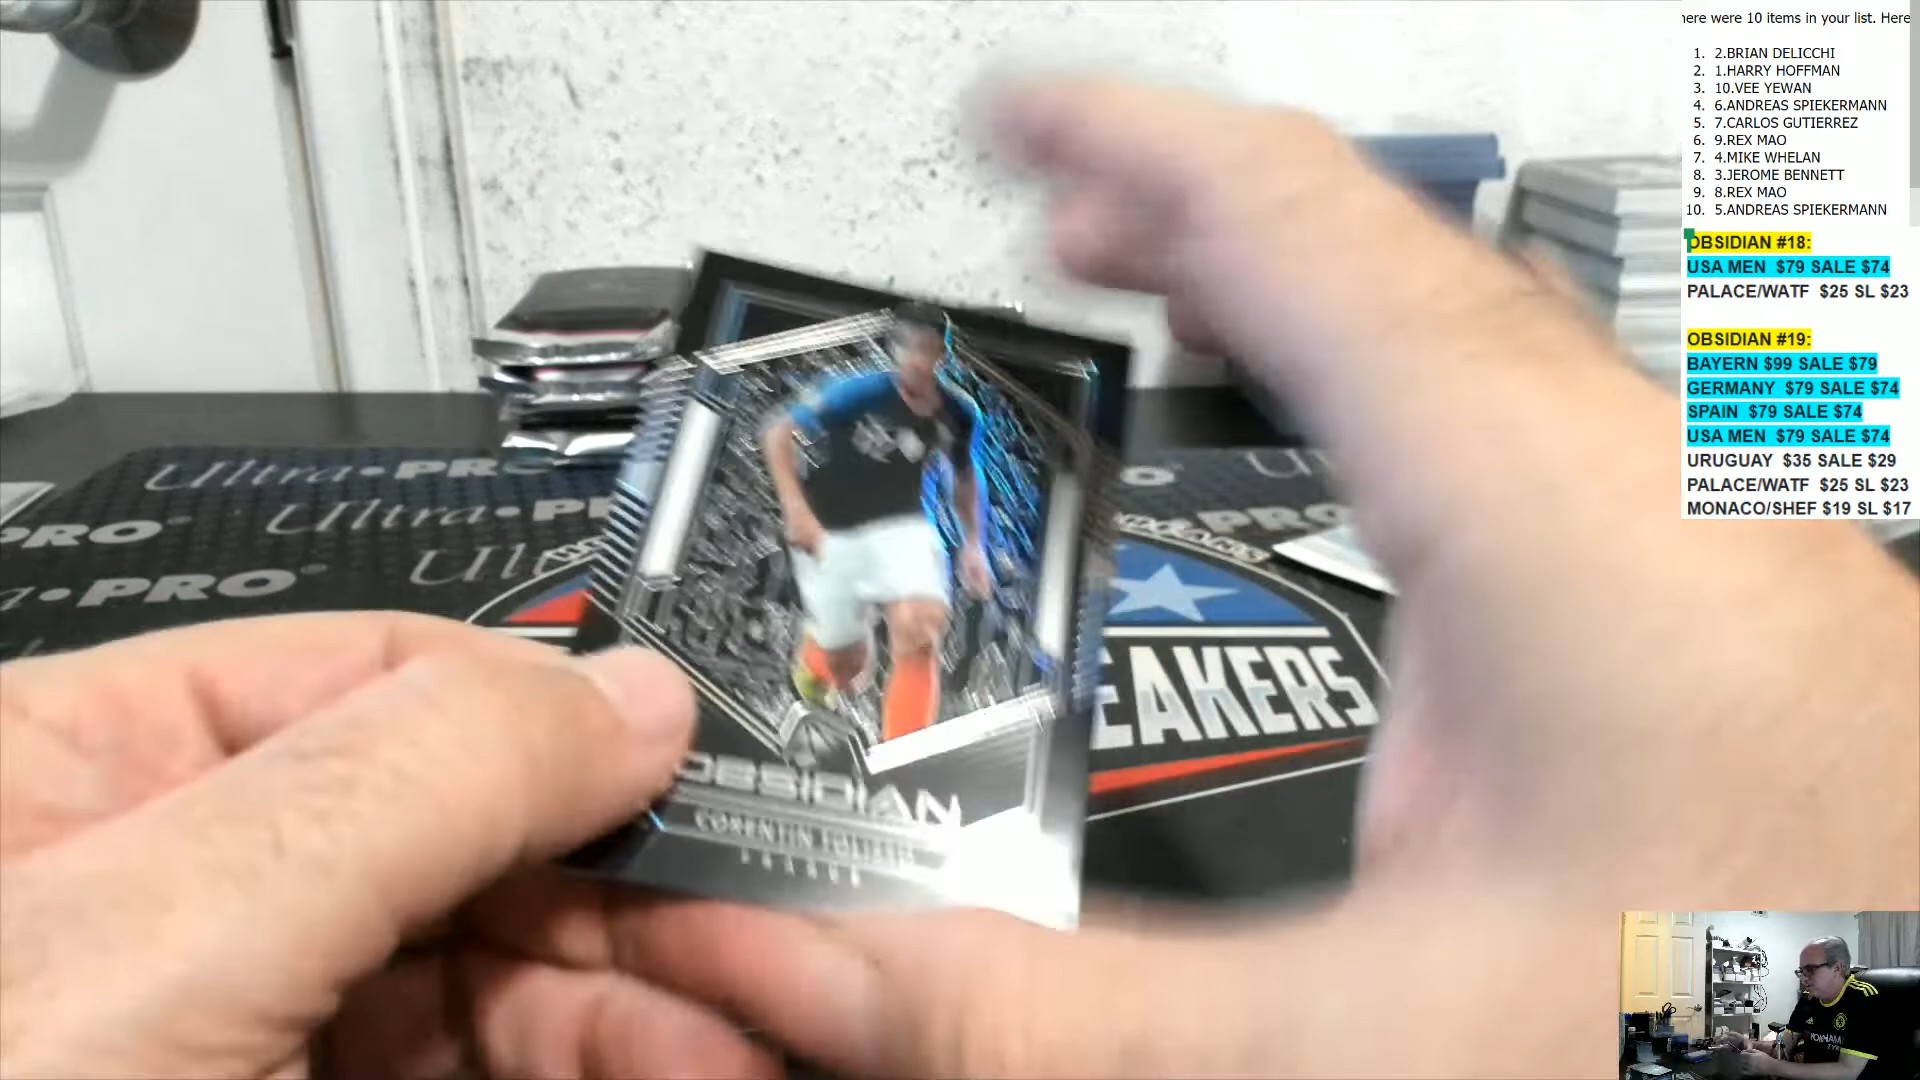 here were 10 items in your list. Here
1. 2.BRIAN DELICCHI
2. 1.HARRY HOFFMAN
3. 10.VEE YEWAN
4. 6.ANDREAS SPIEKERMANN
5. 7.CARLOS GUTIERREZ
6. 9.REX MAO
7. 4.MIKE WHELAN
8. 3.JEROME BENNETT
9. 8.REX MAO
10. 5.ANDREAS SPIEKERMANN
OBSIDIAN #18:
USA MEN $79 SALE $74
PALACE/WATF $25 SL $23
OBSIDIAN #19:
BAYERN $99 SALE $79
GERMANY $79 SALE $74
SPAIN $79 SALE $74
USA MEN $79 SALE $74
URUGUAY $35 SALE $29
PALACE/WATF $25 SL $23
MONACO/SHEF $19 SL $17
Ultra•PRO
PRO Ultra•PR
PRO Ul
EAKERS
OBSIDIAN
CORENTIN TOLISSO
FRANCE